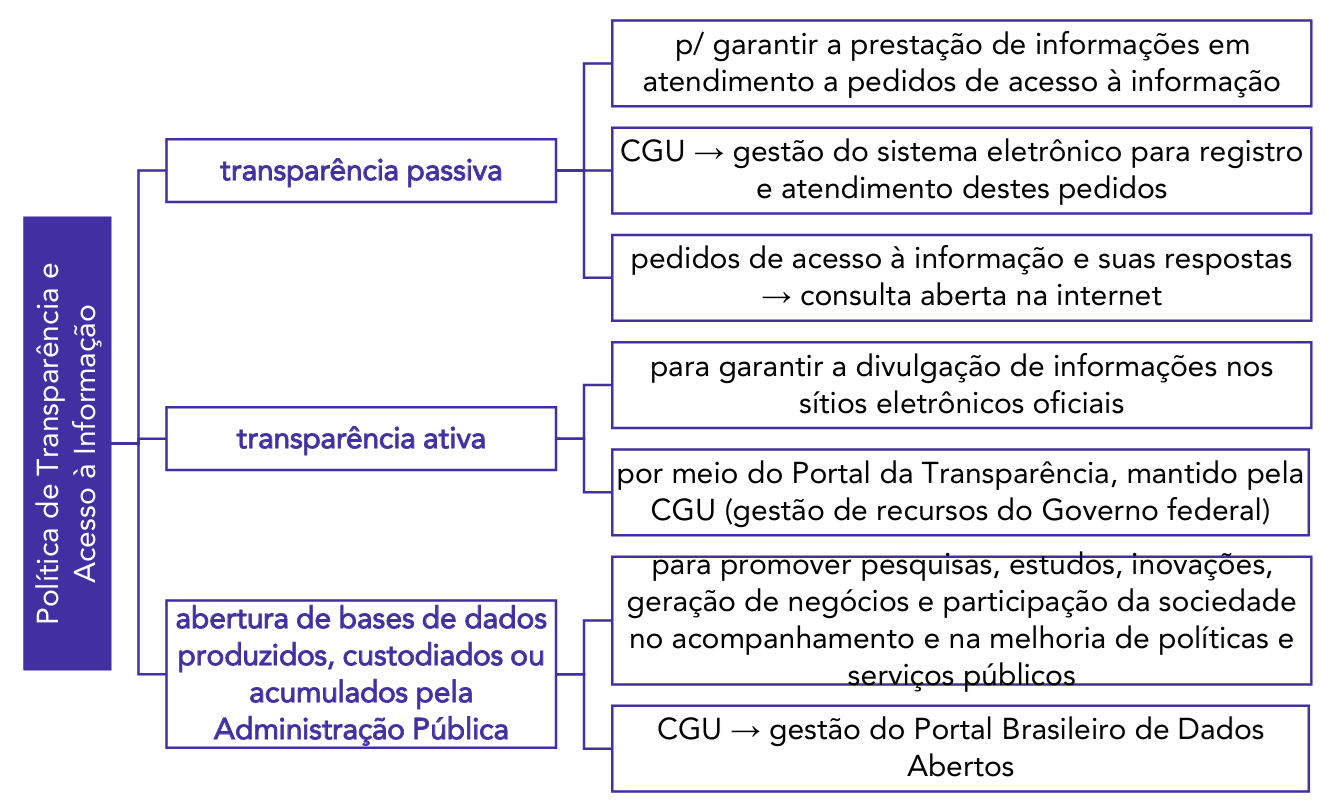 Política de Transparência e
Acesso à Informação
transparência passiva
p/ garantir a prestação de informações em
atendimento a pedidos de acesso à informação
CGU → gestão do sistema eletrônico para registro
e atendimento destes pedidos
pedidos de acesso à informação e suas respostas
→ consulta aberta na internet
transparência ativa
para garantir a divulgação de informações nos
sítios eletrônicos oficiais
por meio do Portal da Transparência, mantido pela
CGU (gestão de recursos do Governo federal)
abertura de bases de dados
produzidos, custodiados ou
acumulados pela
Administração Pública
para promover pesquisas, estudos, inovações,
geração de negócios e participação da sociedade
no acompanhamento e na melhoria de políticas e
serviços públicos
CGU → gestão do Portal Brasileiro de Dados
Abertos